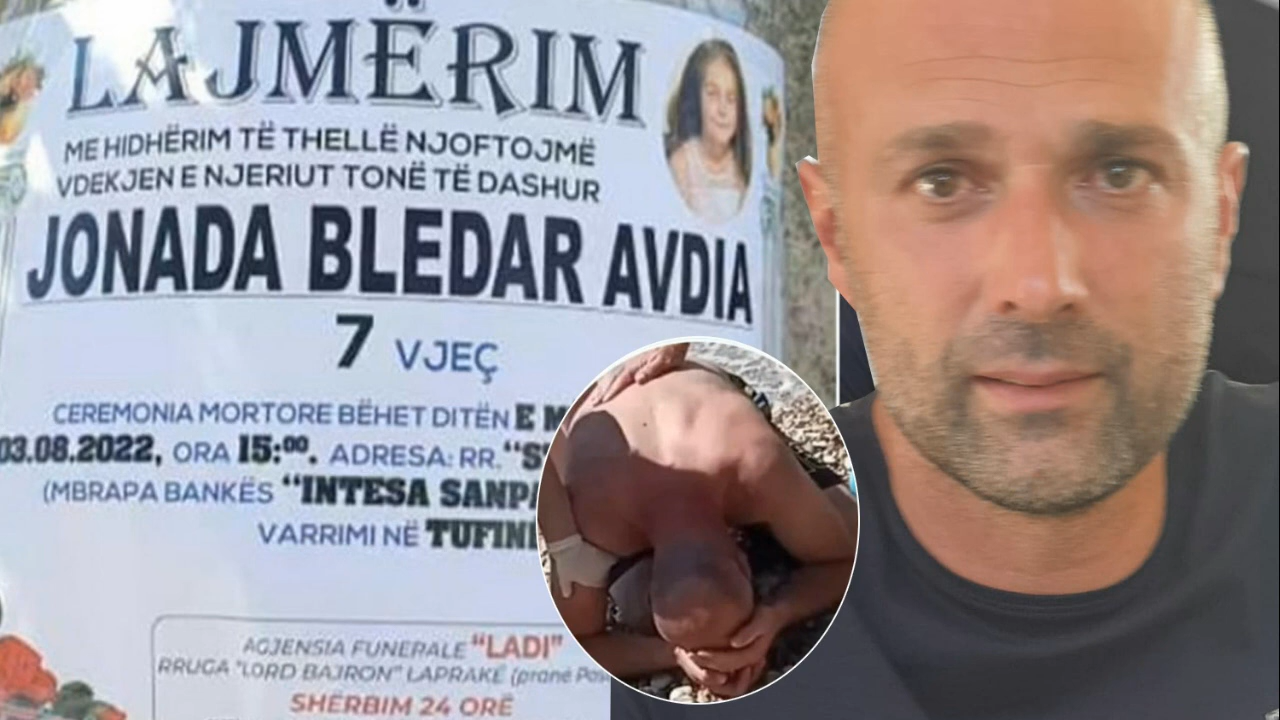 LAJMËRIM
ME HIDHËRIM TË THELLË NJOFTOJMË
VDEKJEN E NJERIUT TONË TË DASHUR
JONADA BLEDAR AVDIA
7 VJEÇ
CEREMONIA MORTORE BËHET DITËN E
03.08.2022, ORA 15:00. ADRESA: RR.
(MBRAPA BANKËS "INTESA
VARRIMI NË
AGJENSIA FUNERALE "LADI"
RRUGA "LORD BAJRON" LAPRAKË (pranë
SHËRBIM 24 ORË